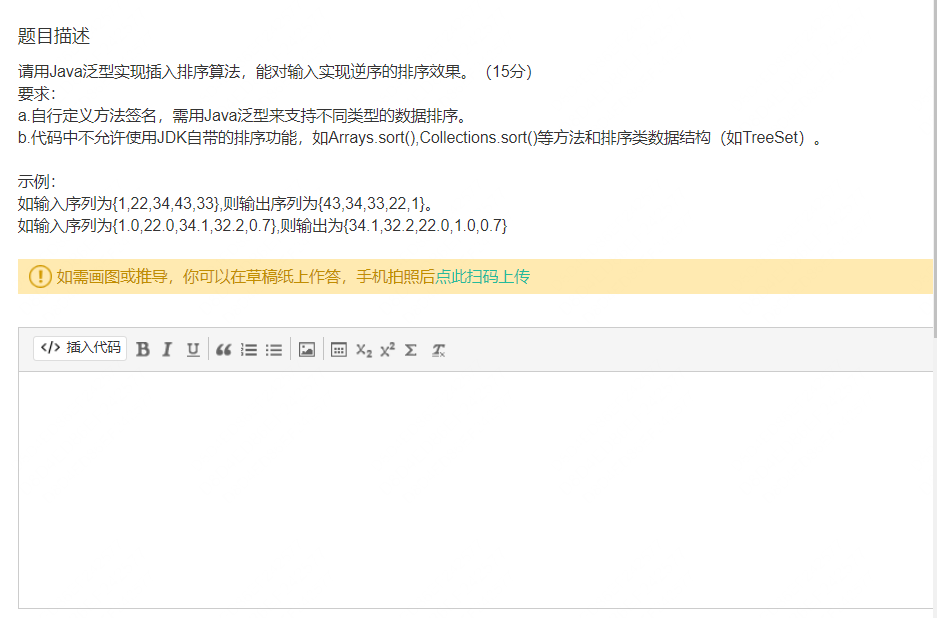 题目描述
请用Java泛型实现插入排序算法，能对输入实现逆序的排序效果。（15分）
要求：
a.自行定义方法签名，需用Java泛型来支持不同类型的数据排序。
b.代码中不允许使用JDK自带的排序功能，如Arrays.sort(),Collections.sort()等方法和排序类数据结构（如TreeSet）。
示例：
如输入序列为{1,22,34,43,33},则输出序列为{43,34,33,22,1}。
如输入序列为{1.0,22.0,34.1,32.2,0.7},则输出为{34.1,32.2,22.0,1.0,0.7}
如需画图或推导，你可以在草稿纸上作答，手机拍照后点此扫码上传
</> 插入代码 B I U X₂ X² Σ Tx